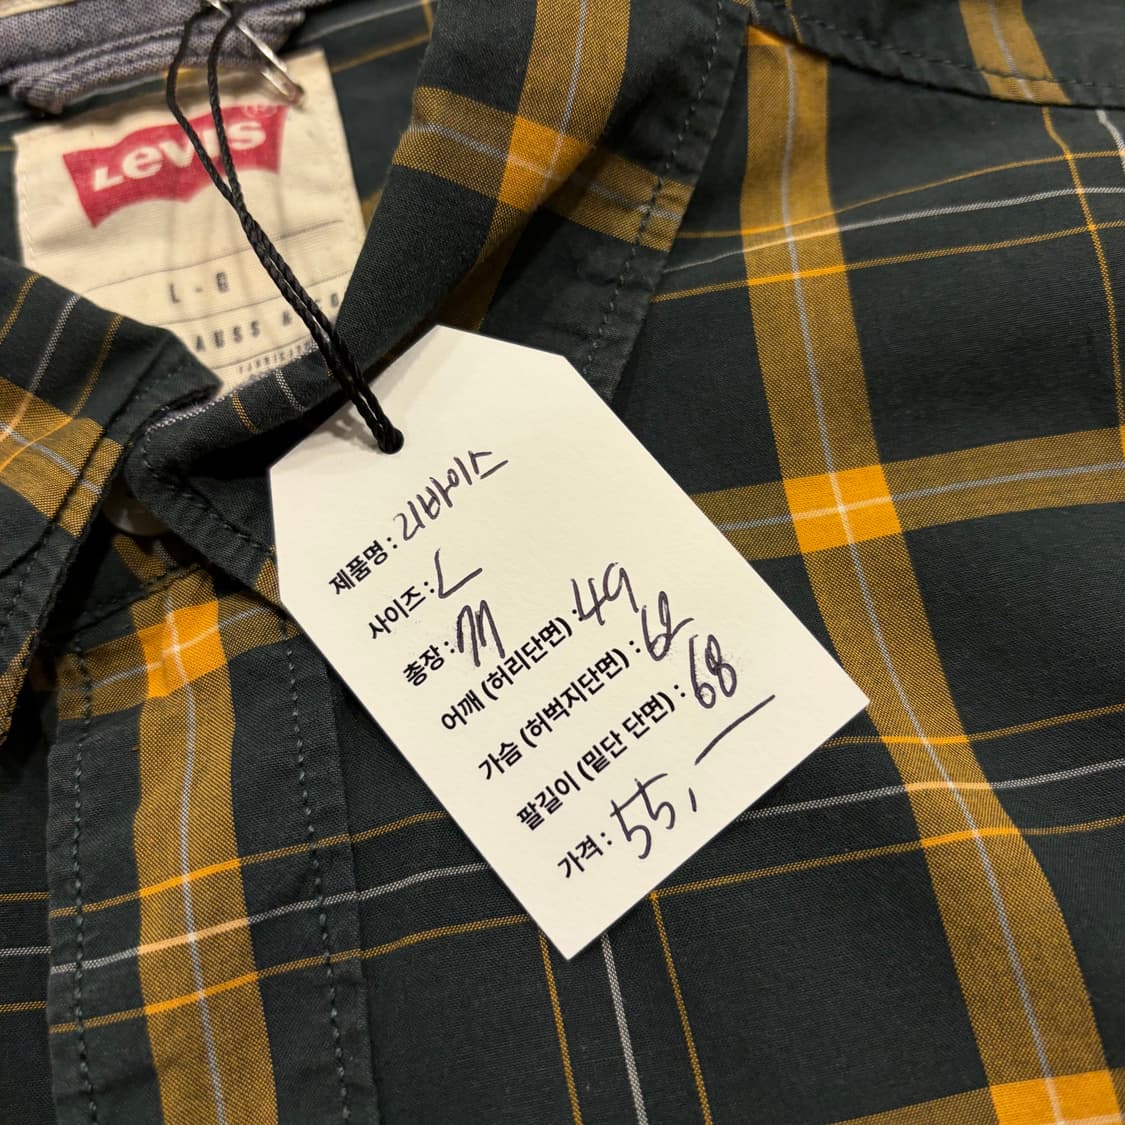 Levi's®
L - G
제품명 : 리바이스
사이즈 : L
총장 : 77
어깨 (허리단면) : 49
가슴 (허벅지단면) : 62
팔길이 (밑단 단면) : 68
가격 : 55, —